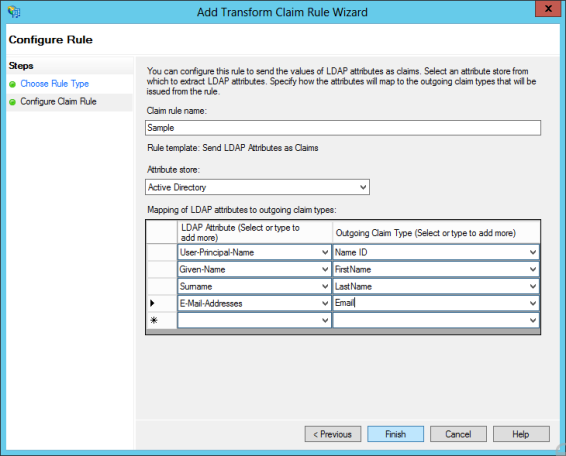 Add Transform Claim Rule Wizard
x
Configure Rule
Steps
Choose Rule Type
Configure Claim Rule
You can configure this rule to send the values of LDAP attributes as claims. Select an attribute store from
which to extract LDAP attributes. Specify how the attributes will map to the outgoing claim types that will be
issued from the rule.
Claim rule name:
Sample
Rule template: Send LDAP Attributes as Claims
Attribute store:
Active Directory
Mapping of LDAP attributes to outgoing claim types:
LDAP Attribute (Select or type to
add more)
Outgoing Claim Type (Select or type to add more)
User-Principal-Name
Name ID
Given-Name
FirstName
Surname
LastName
E-Mail-Addresses
Email
< Previous
Finish
Cancel
Help